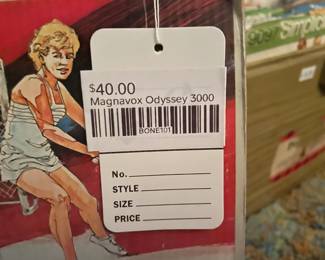 $40.00
Magnavox Odyssey 3000
BONE101
No.
STYLE
SIZE
PRICE